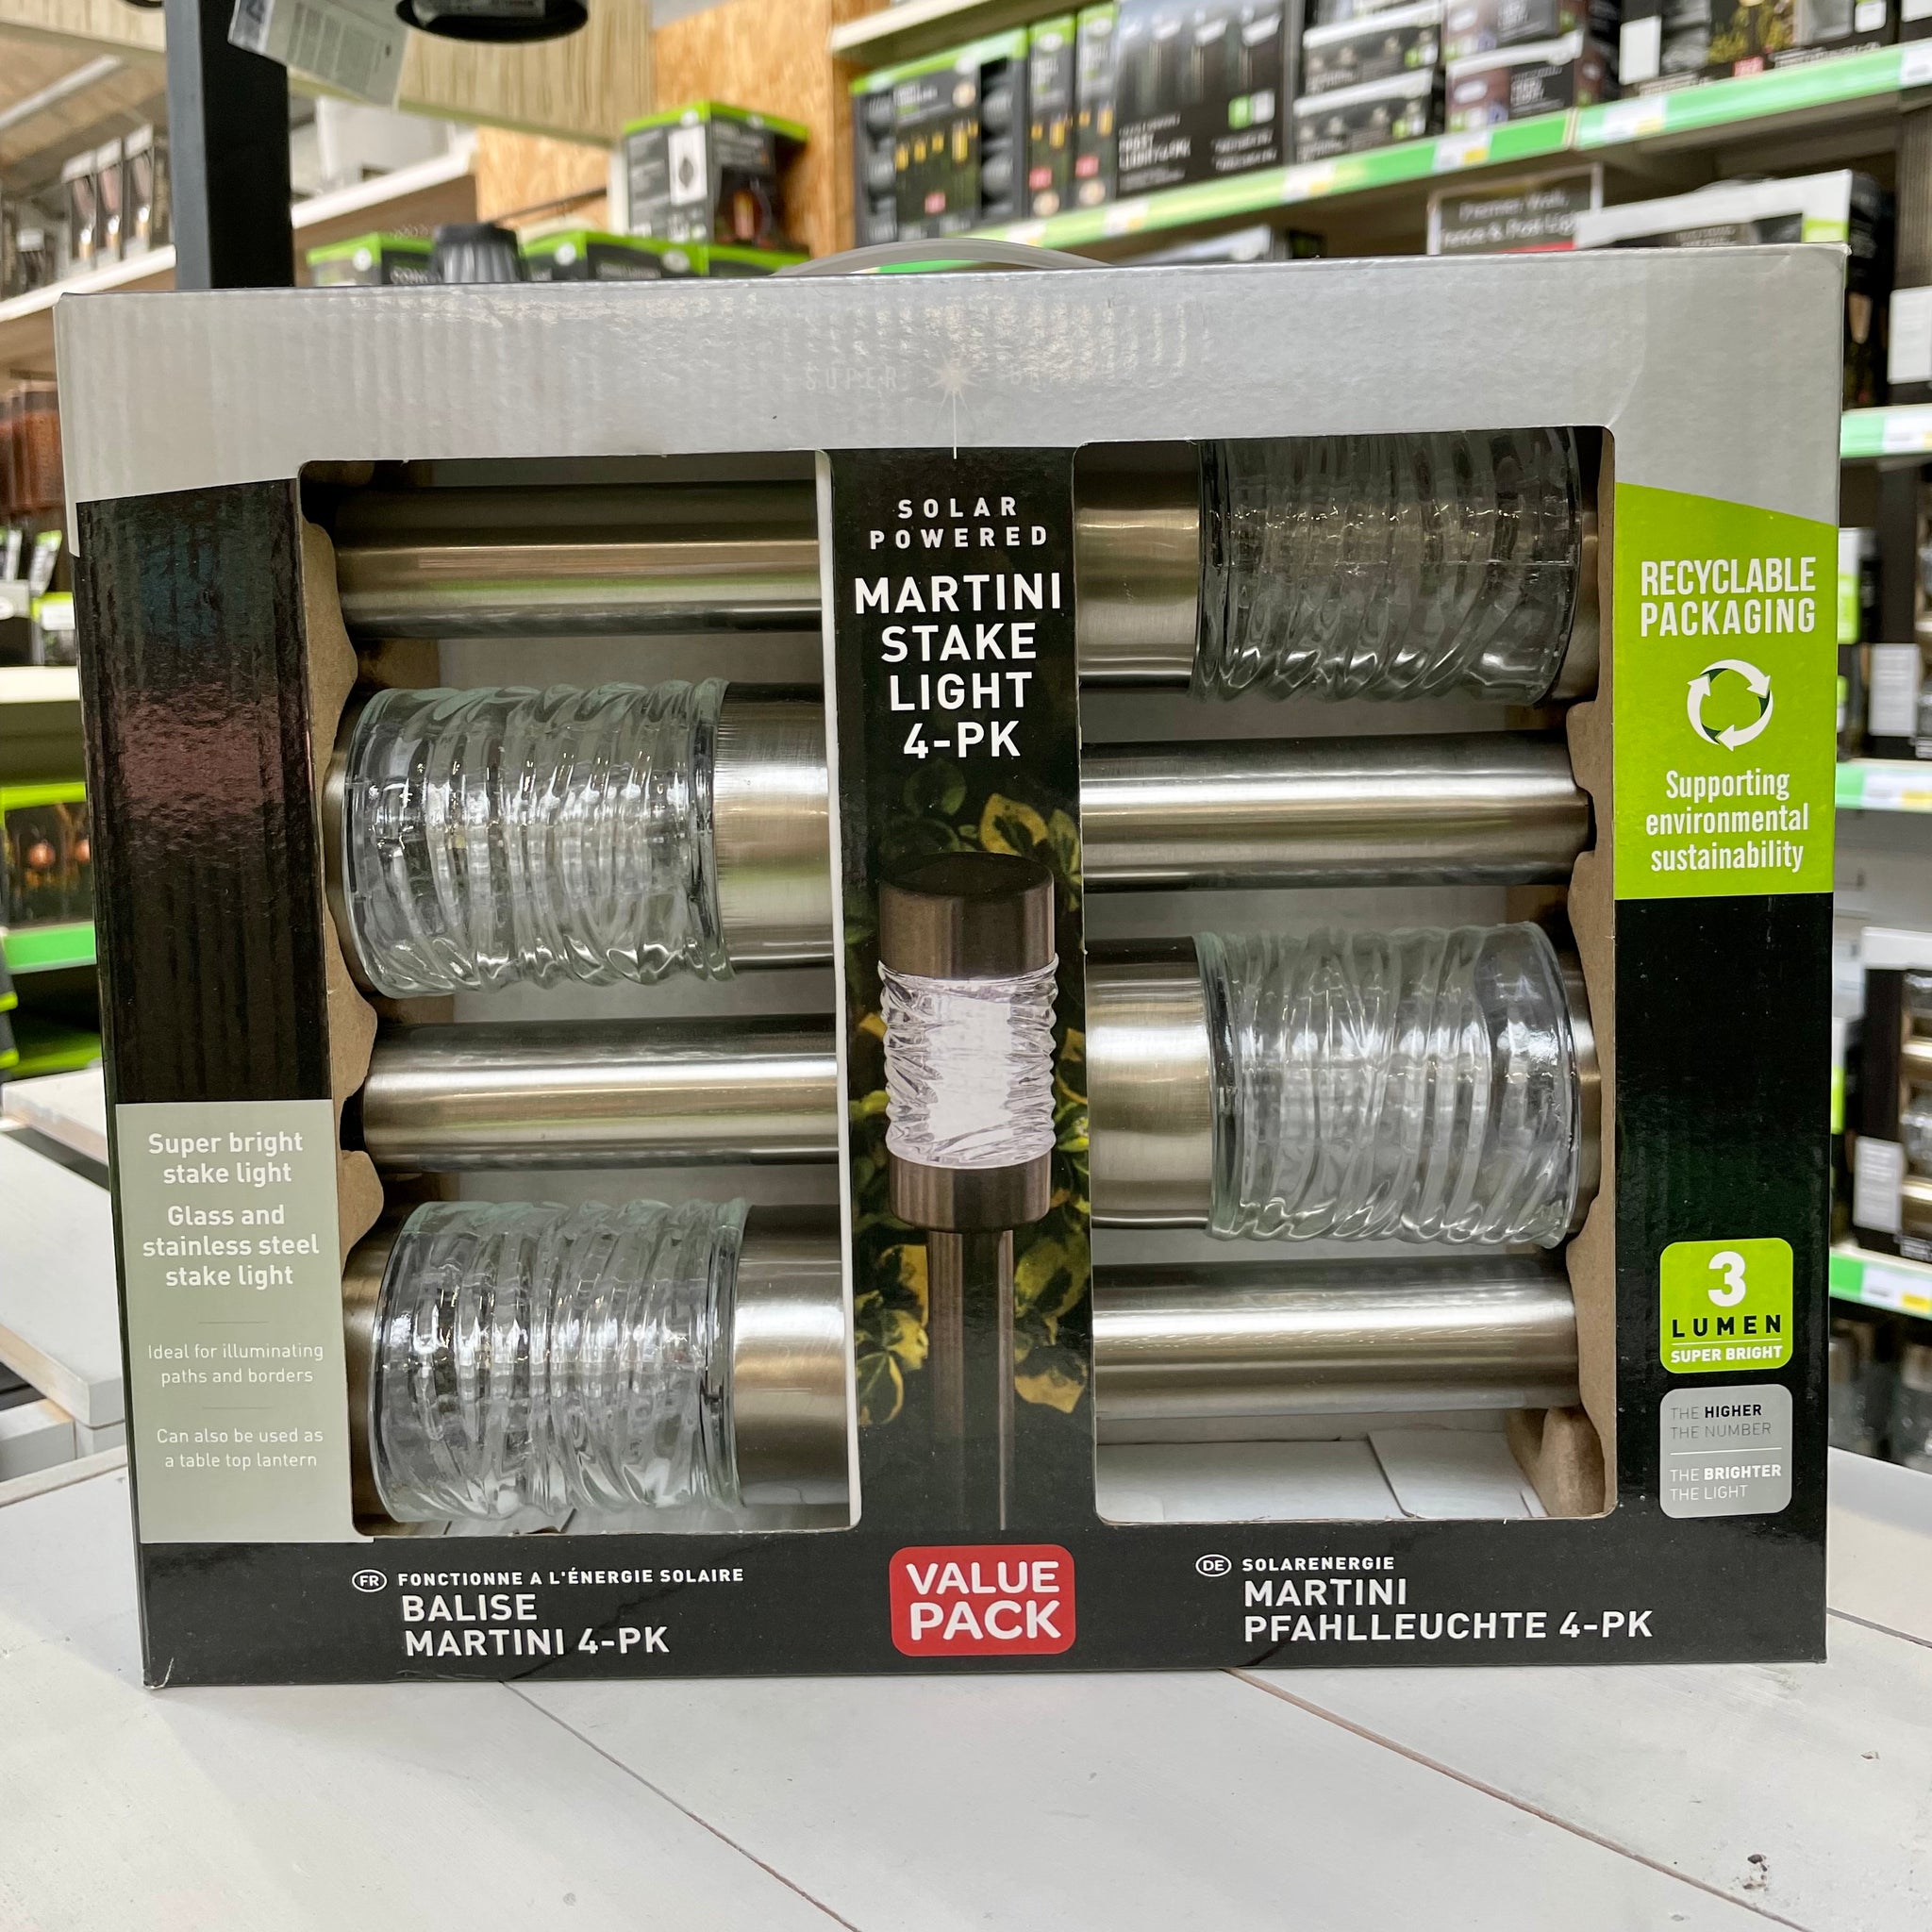 SUPER
SOLAR
POWERED
MARTINI
STAKE
LIGHT
4-PK
RECYCLABLE
PACKAGING
Supporting
environmental
sustainability
Super bright
stake light
Glass and
stainless steel
stake light
Ideal for illuminating
paths and borders
Can also be used as
a table top lantern
3
LUMEN
SUPER BRIGHT
THE HIGHER
THE NUMBER
THE BRIGHTER
THE LIGHT
FR FONCTIONNE A L'ÉNERGIE SOLAIRE
BALISE
MARTINI 4-PK
VALUE
PACK
DE SOLARENERGIE
MARTINI
PFAHLLEUCHTE 4-PK